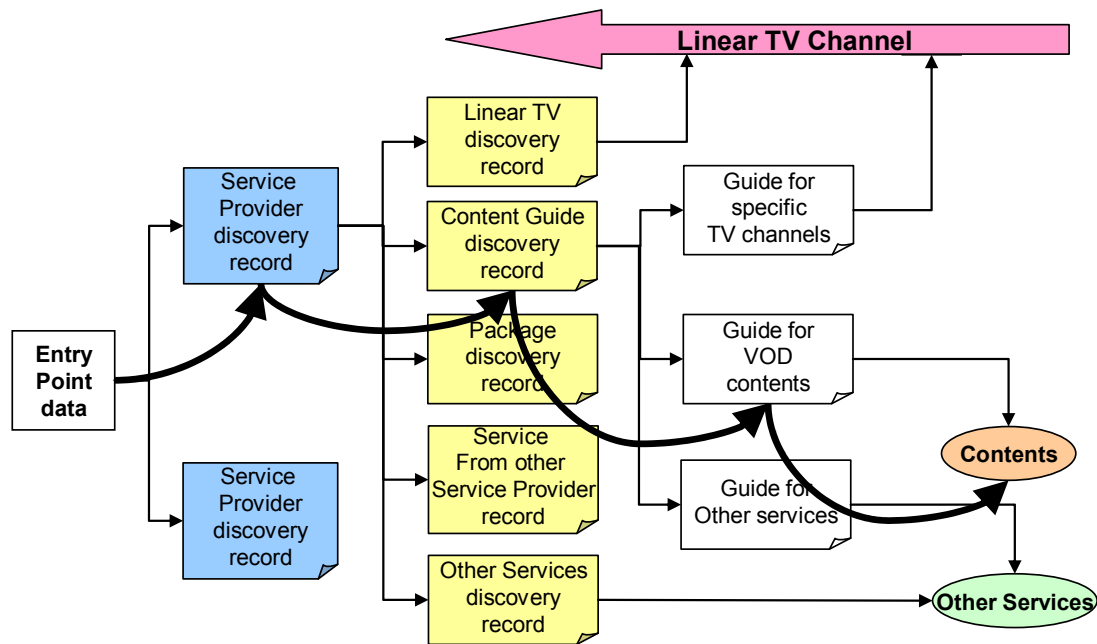 Linear TV Channel
Linear TV
discovery
record
Service
Provider
discovery
record
Guide for
specific
TV channels
Content Guide
discovery
record
Entry
Point
data
Package
discovery
record
Guide for
VOD
contents
Service
From other
Service Provider
record
Contents
Service
Provider
discovery
record
Guide for
Other services
Other Services
discovery
record
Other Services